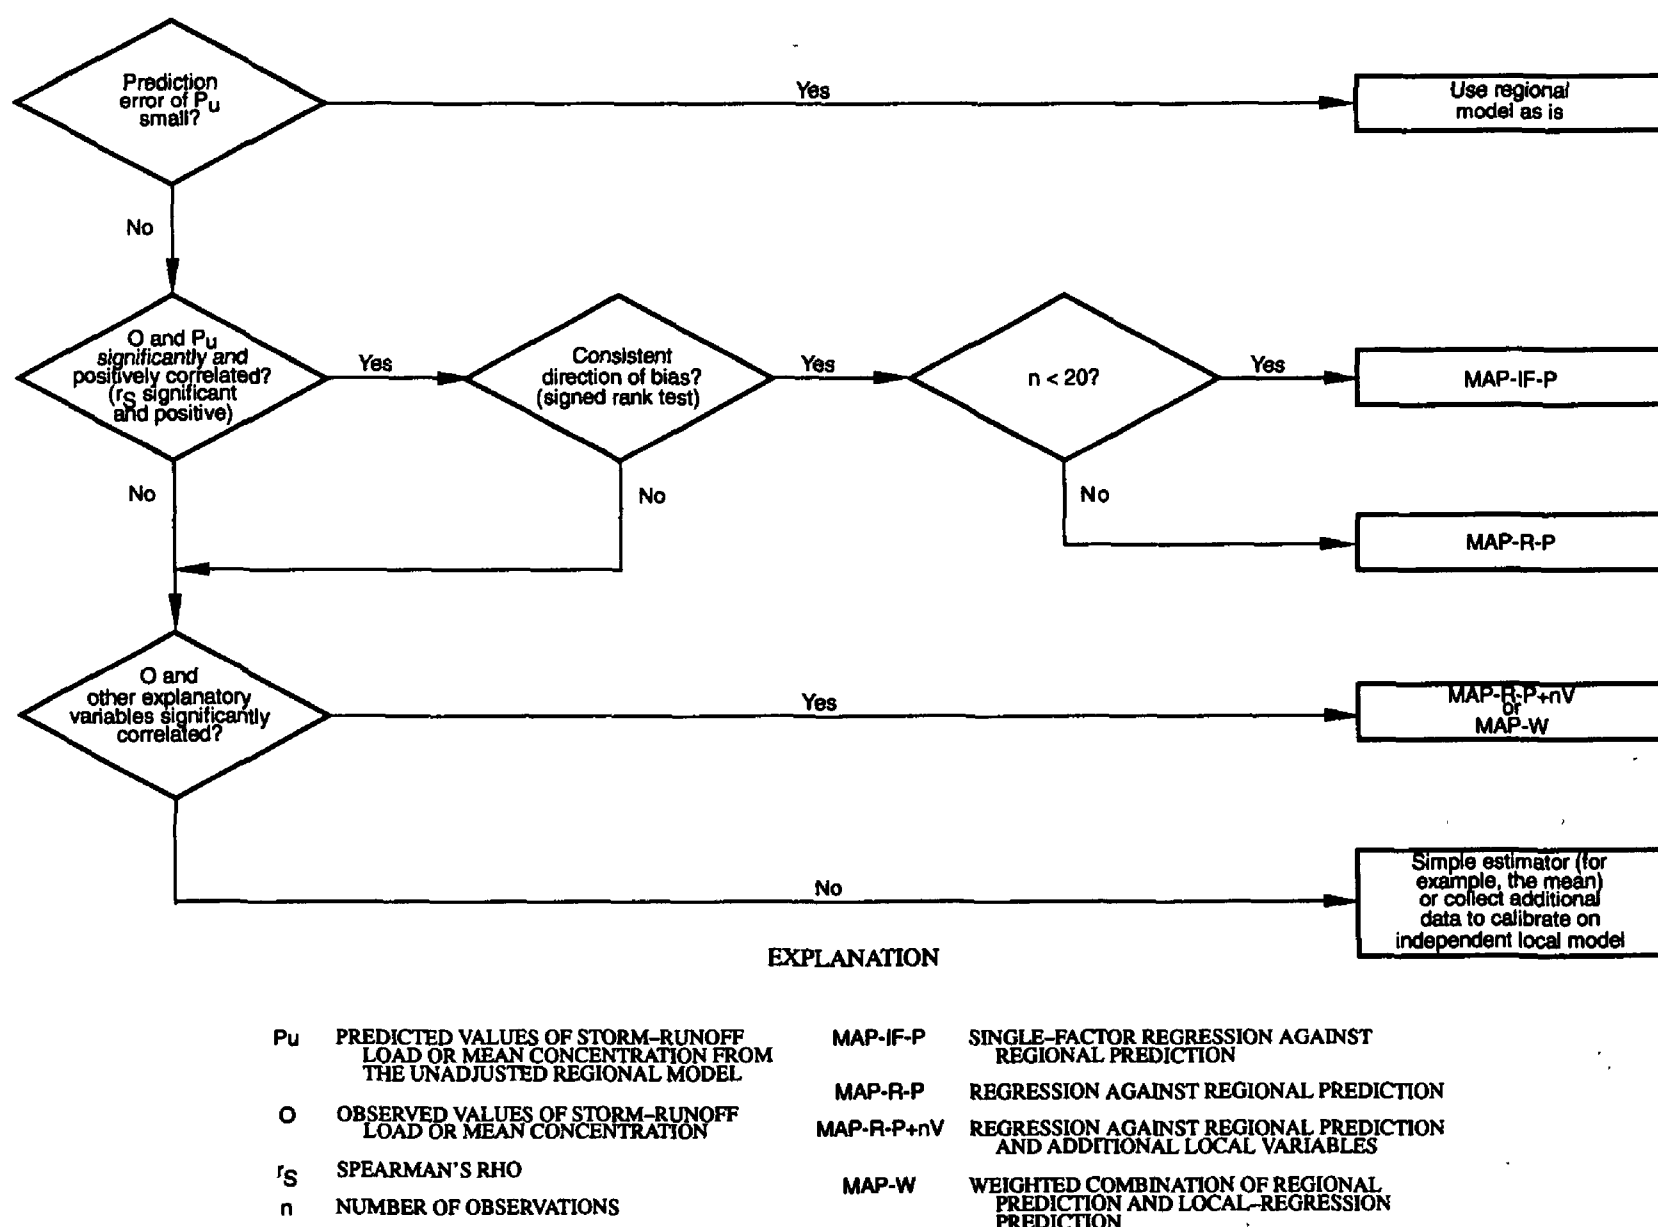 Prediction
error of Pu
small?
Yes
Use regional
model as is
No
O and Pu
significantly and
positively correlated?
(rS significant
and positive)
Yes
Consistent
direction of bias?
(signed rank test)
Yes
n < 20?
Yes
MAP-IF-P
No
No
No
MAP-R-P
O and
other explanatory
variables significantly
correlated?
Yes
MAP-R-P+nV
or
MAP-W
No
Simple estimator (for
example, the mean)
or collect additional
data to calibrate on
independent local model
EXPLANATION
Pu PREDICTED VALUES OF STORM–RUNOFF
LOAD OR MEAN CONCENTRATION FROM
THE UNADJUSTED REGIONAL MODEL
O OBSERVED VALUES OF STORM–RUNOFF
LOAD OR MEAN CONCENTRATION
rS SPEARMAN'S RHO
n NUMBER OF OBSERVATIONS
MAP-IF-P SINGLE–FACTOR REGRESSION AGAINST
REGIONAL PREDICTION
MAP-R-P REGRESSION AGAINST REGIONAL PREDICTION
MAP-R-P+nV REGRESSION AGAINST REGIONAL PREDICTION
AND ADDITIONAL LOCAL VARIABLES
MAP-W WEIGHTED COMBINATION OF REGIONAL
PREDICTION AND LOCAL–REGRESSION
PREDICTION